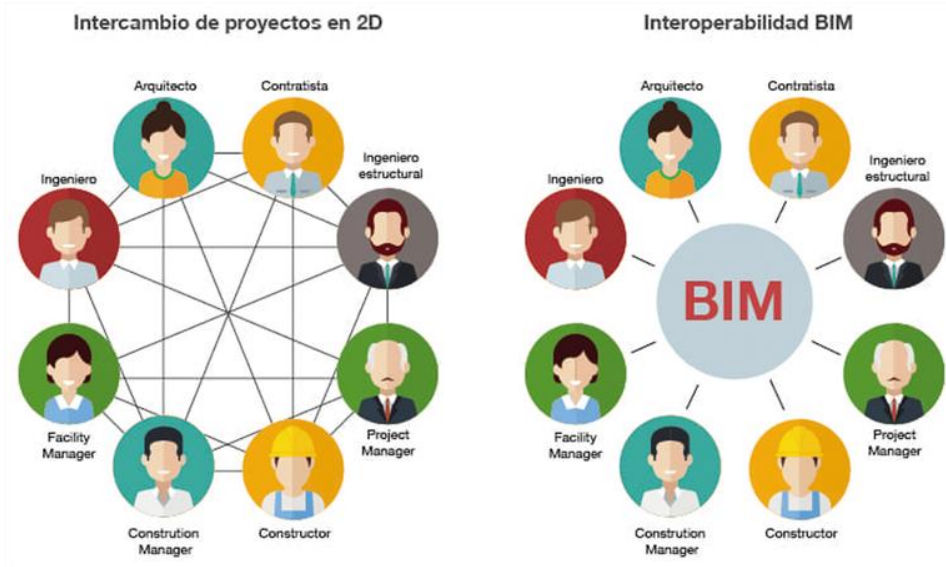 Intercambio de proyectos en 2D
Arquitecto
Contratista
Ingeniero
Ingeniero
estructural
Facility
Manager
Project
Manager
Constrution
Manager
Constructor
Interoperabilidad BIM
Arquitecto
Contratista
Ingeniero
Ingeniero
estructural
BIM
Facility
Manager
Project
Manager
Constrution
Manager
Constructor